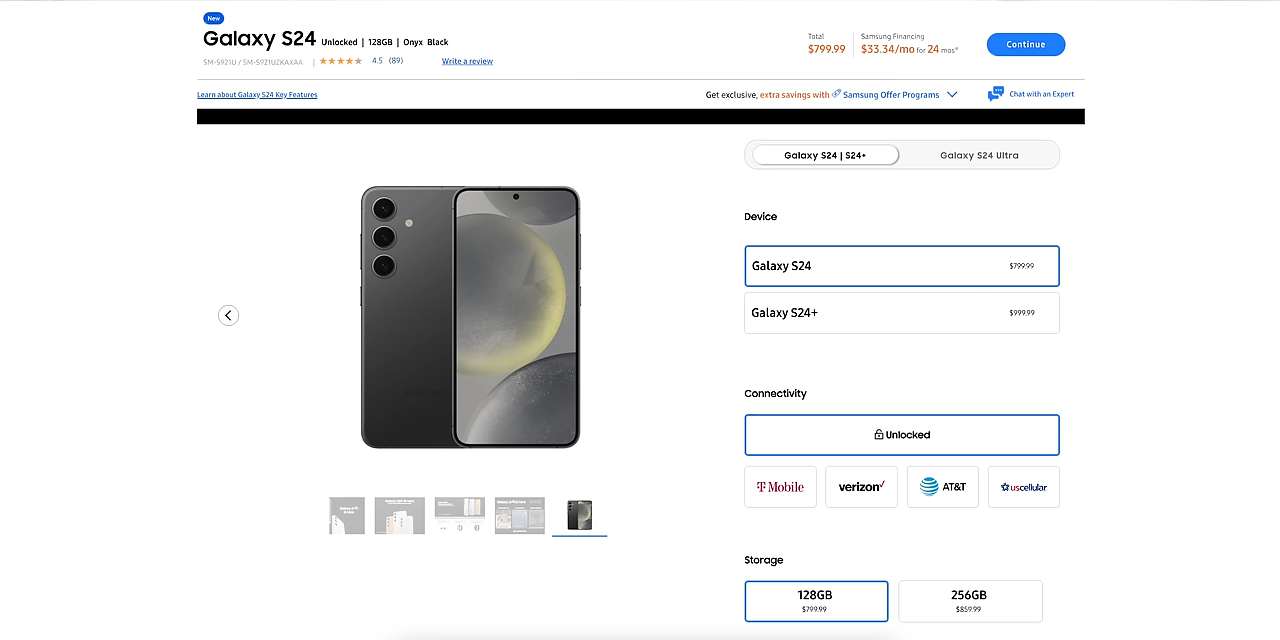 New
Galaxy S24 Unlocked | 128GB | Onyx Black
SM-S921U / SM-S921UZKAXAA | 4.5 (89) Write a review
Total
$799.99
Samsung Financing
$33.34/mo for 24 mos
Continue
Learn about Galaxy S24 Key Features
Get exclusive, extra savings with Samsung Offer Programs
Chat with an Expert
Galaxy S24 | S24+
Galaxy S24 Ultra
Device
Galaxy S24 $799.99
Galaxy S24+ $999.99
Connectivity
Unlocked
T Mobile
verizon
AT&T
uscellular
Storage
128GB
$799.99
256GB
$859.99